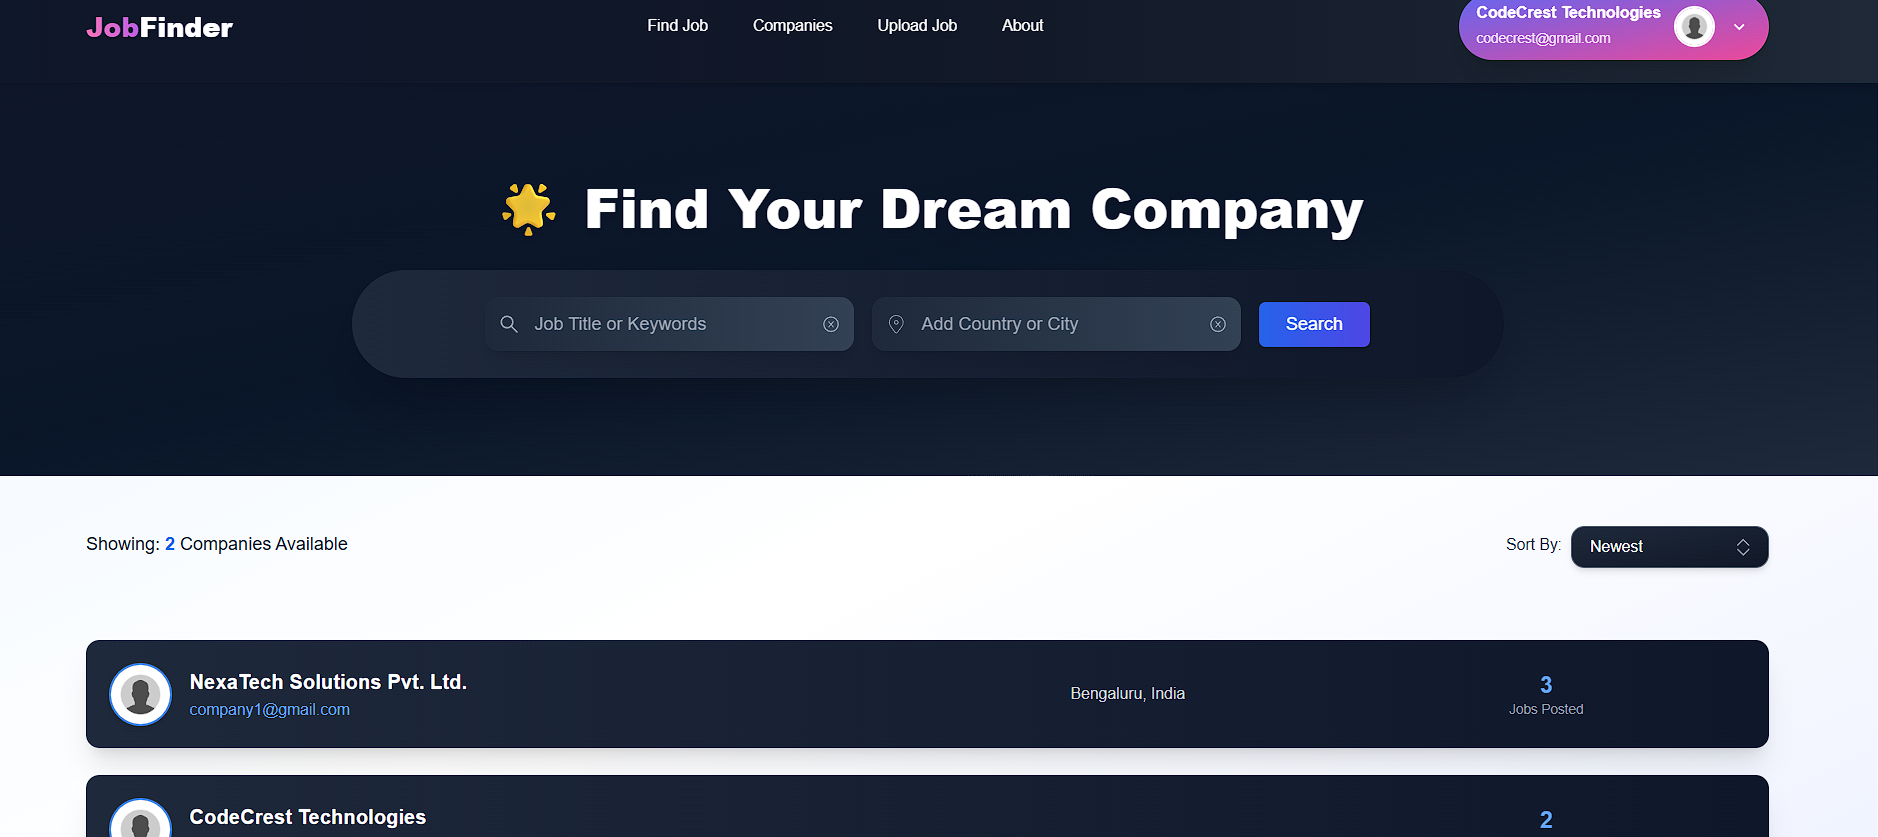 JobFinder
Find Job
Companies
Upload Job
About
CodeCrest Technologies
codecrest@gmail.com
Find Your Dream Company
Job Title or Keywords
Add Country or City
Search
Showing: 2 Companies Available
Sort By:
Newest
NexaTech Solutions Pvt. Ltd.
company1@gmail.com
Bengaluru, India
3
Jobs Posted
CodeCrest Technologies
2